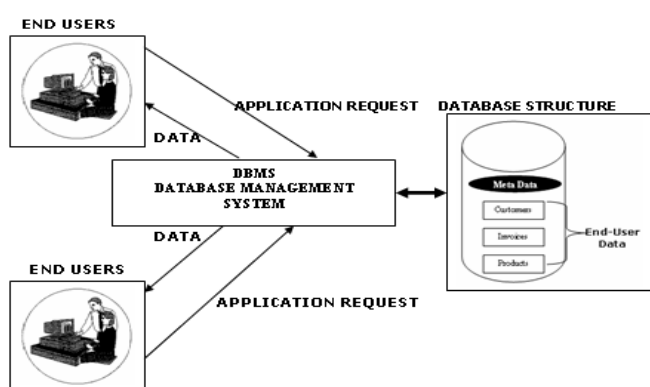 END USERS
APPLICATION REQUEST
DATABASE STRUCTURE
DATA
DBMS
DATABASE MANAGEMENT
SYSTEM
Meta Data
Customers
Invoices
Products
End-User
Data
DATA
END USERS
APPLICATION REQUEST